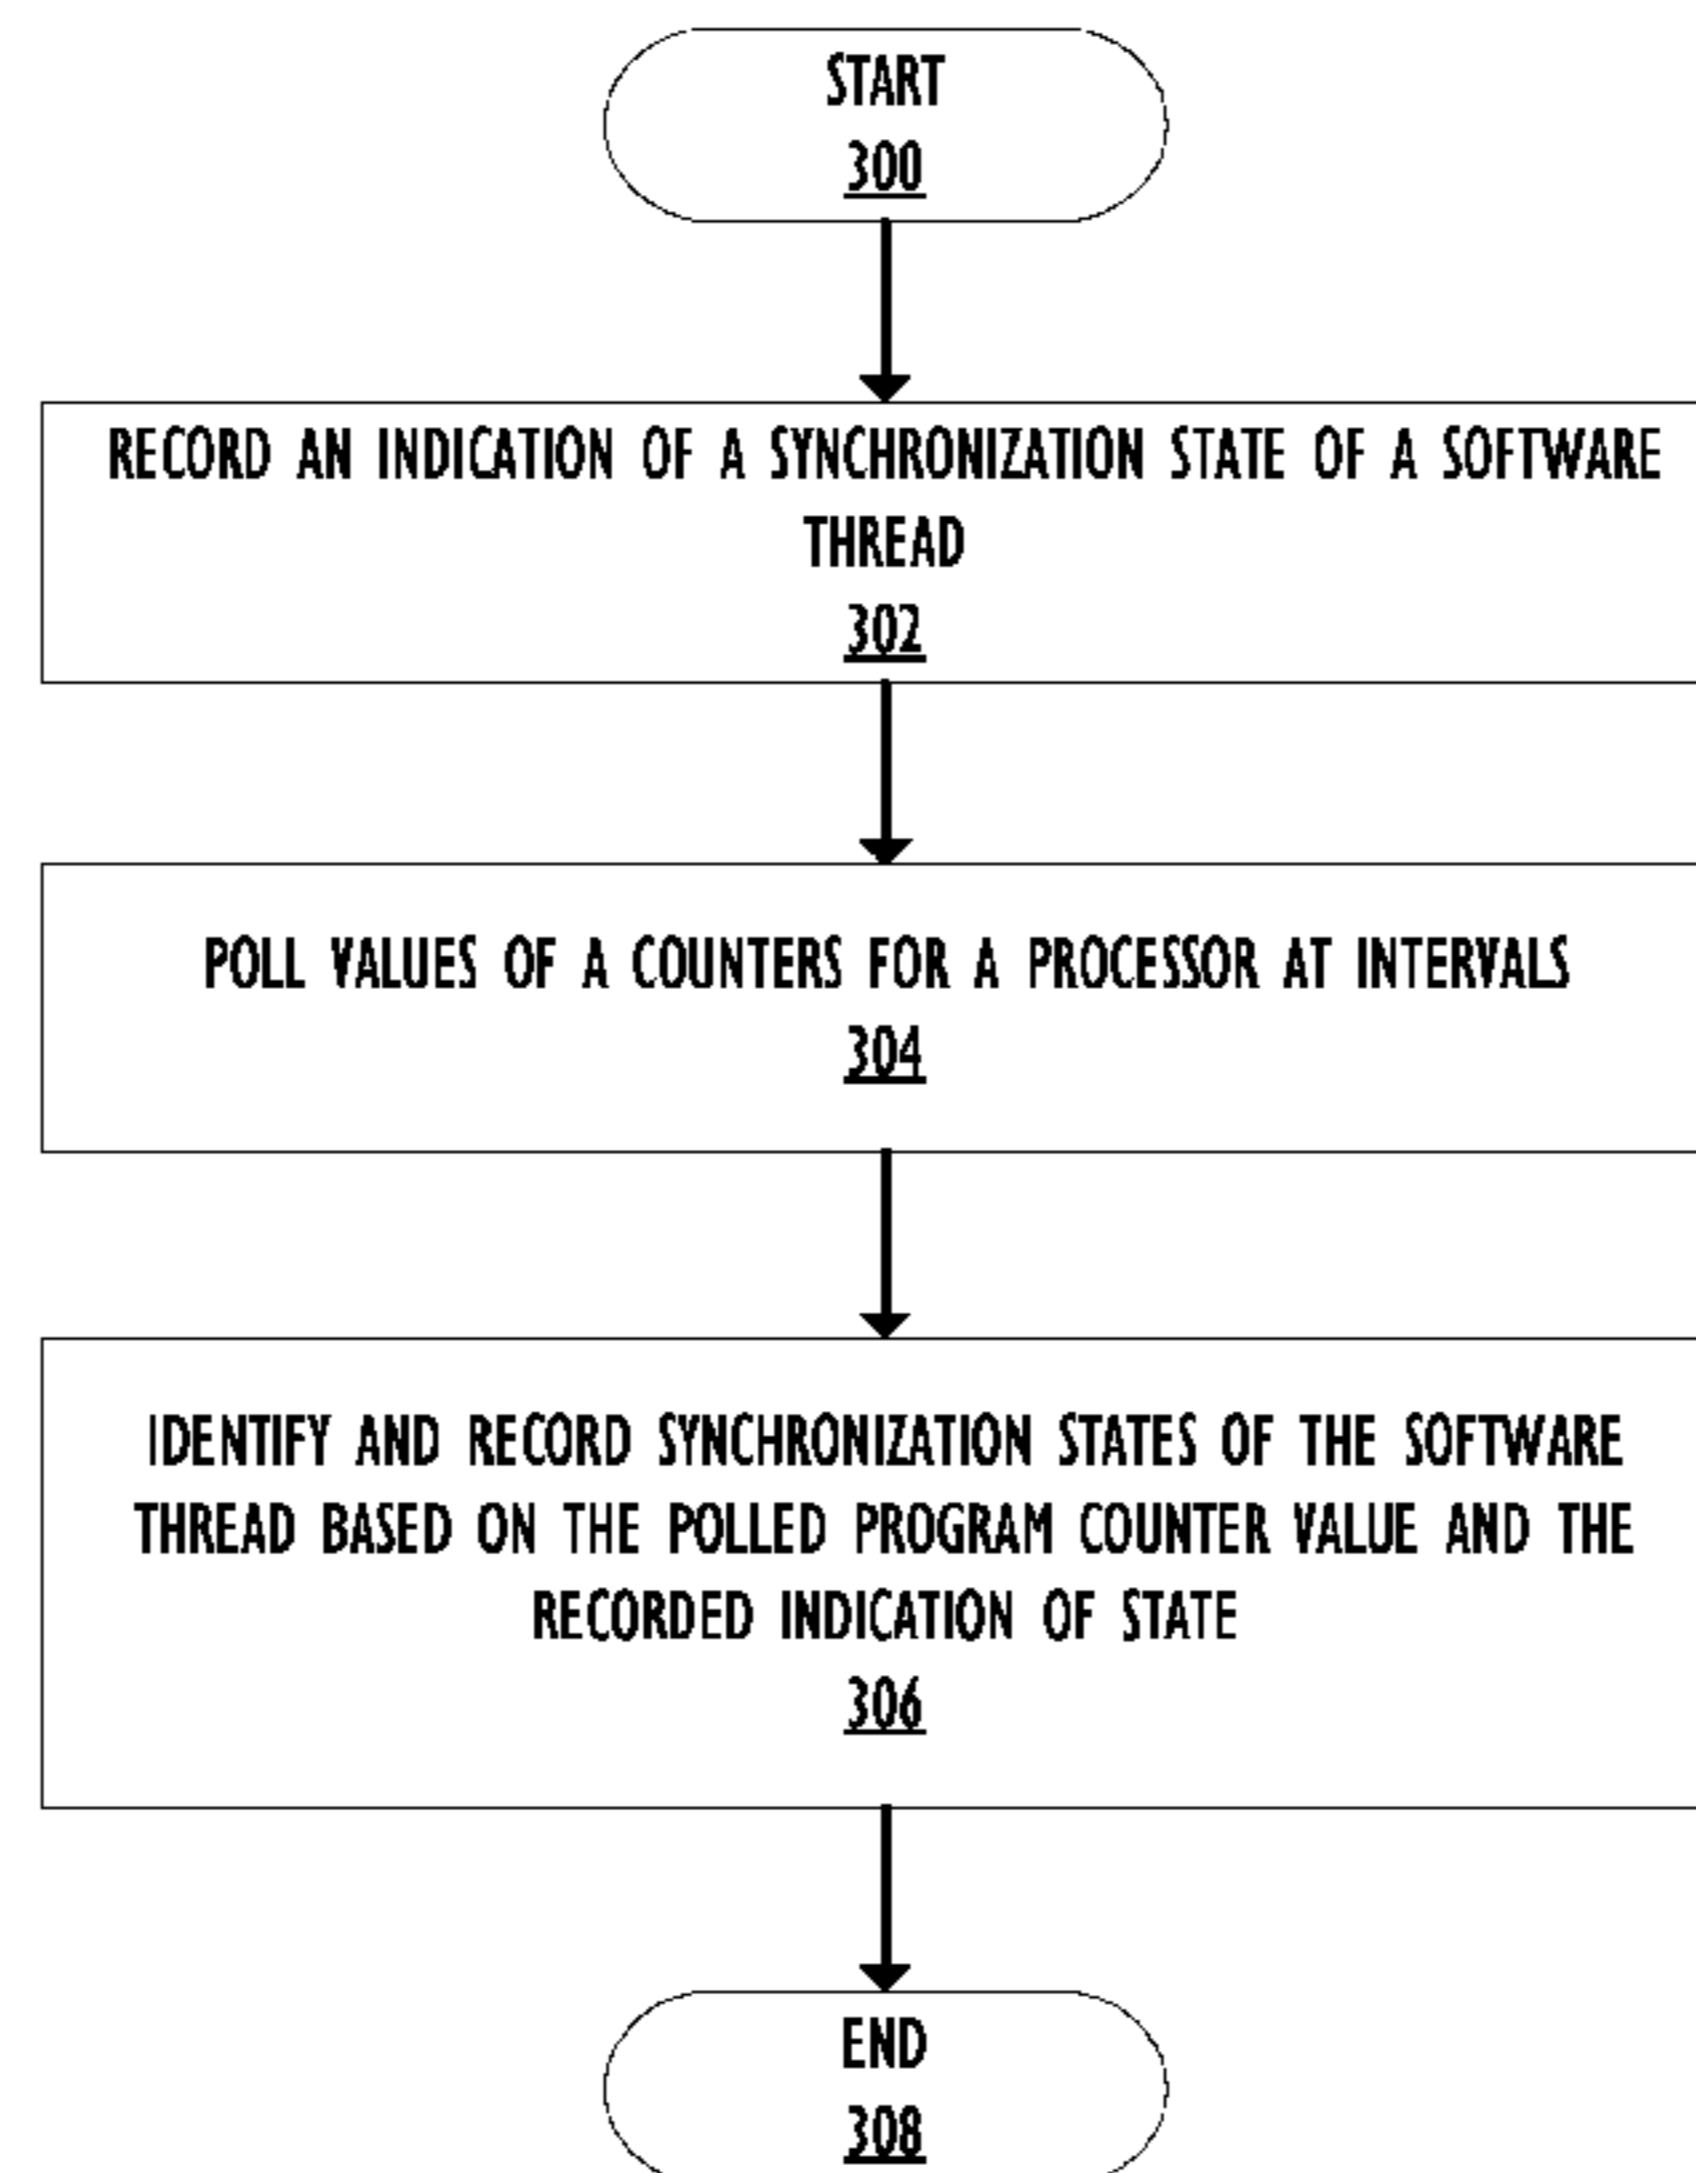 START
300
RECORD AN INDICATION OF A SYNCHRONIZATION STATE OF A SOFTWARE
THREAD
302
POLL VALUES OF A COUNTERS FOR A PROCESSOR AT INTERVALS
304
IDENTIFY AND RECORD SYNCHRONIZATION STATES OF THE SOFTWARE
THREAD BASED ON THE POLLED PROGRAM COUNTER VALUE AND THE
RECORDED INDICATION OF STATE
306
END
308